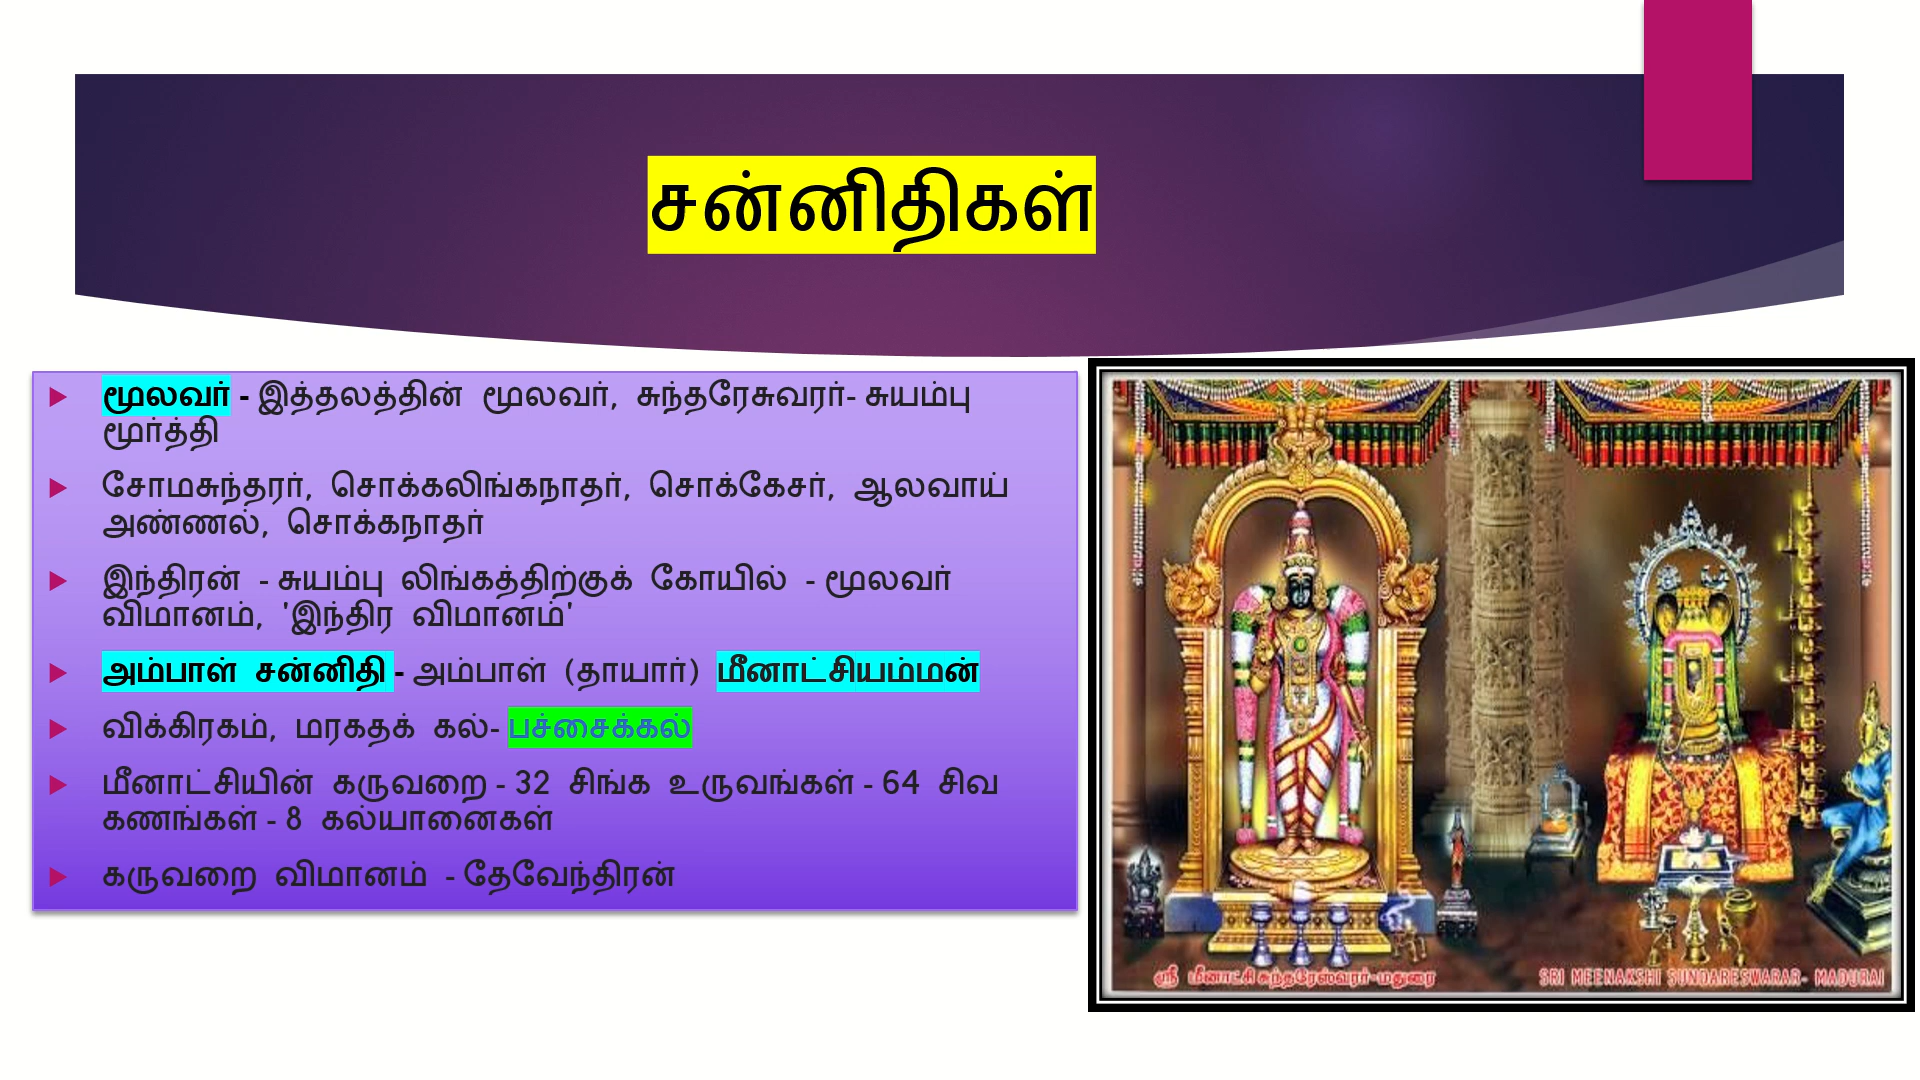 சன்னிதிகள்
மூலவர் - இத்தலத்தின் மூலவர், சுந்தரேசுவரர்- சுயம்பு
மூர்த்தி
சோமசுந்தரர், சொக்கலிங்கநாதர், சொக்கேசர், ஆலவாய்
அண்ணல், சொக்கநாதர்
இந்திரன் - சுயம்பு லிங்கத்திற்குக் கோயில் - மூலவர்
விமானம், 'இந்திர விமானம்'
அம்பாள் சன்னிதி - அம்பாள் (தாயார்) மீனாட்சியம்மன்
விக்கிரகம், மரகதக் கல்- பச்சைக்கல்
மீனாட்சியின் கருவறை - 32 சிங்க உருவங்கள் - 64 சிவ
கணங்கள் - 8 கல்யானைகள்
கருவறை விமானம் - தேவேந்திரன்
ஸ்ரீ மீனாட்சி சுந்தரேஸ்வரர்-மதுரை
SRI MEENAKSHI SUNDARESWARAR- MADURAI